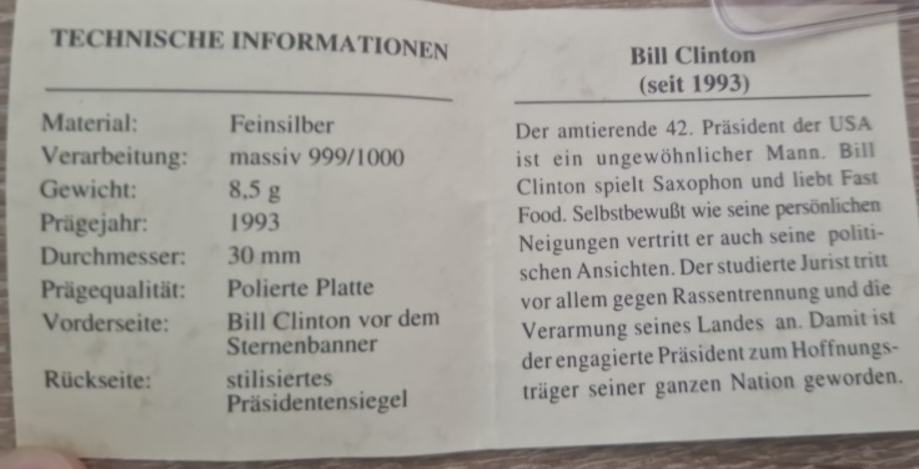 TECHNISCHE INFORMATIONEN
Material: Feinsilber
Verarbeitung: massiv 999/1000
Gewicht: 8,5 g
Prägejahr: 1993
Durchmesser: 30 mm
Prägequalität: Polierte Platte
Vorderseite: Bill Clinton vor dem
Sternenbanner
Rückseite: stilisiertes
Präsidentensiegel
Bill Clinton
(seit 1993)
Der amtierende 42. Präsident der USA
ist ein ungewöhnlicher Mann. Bill
Clinton spielt Saxophon und liebt Fast
Food. Selbstbewußt wie seine persönlichen
Neigungen vertritt er auch seine politi-
schen Ansichten. Der studierte Jurist tritt
vor allem gegen Rassentrennung und die
Verarmung seines Landes an. Damit ist
der engagierte Präsident zum Hoffnungs-
träger seiner ganzen Nation geworden.